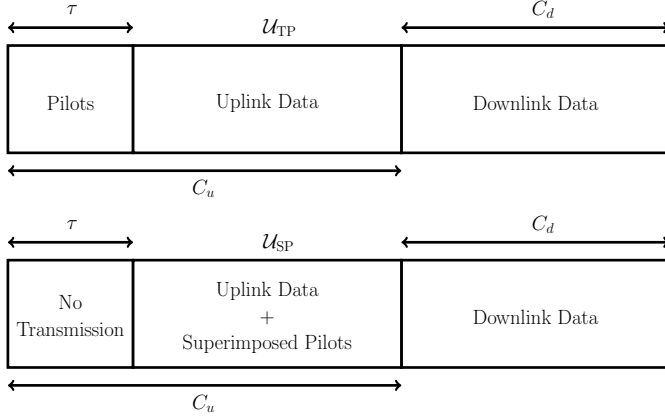 τ
𝒰_TP
C_d
Pilots
Uplink Data
Downlink Data
C_u
τ
𝒰_SP
C_d
No
Transmission
Uplink Data
+
Superimposed Pilots
Downlink Data
C_u